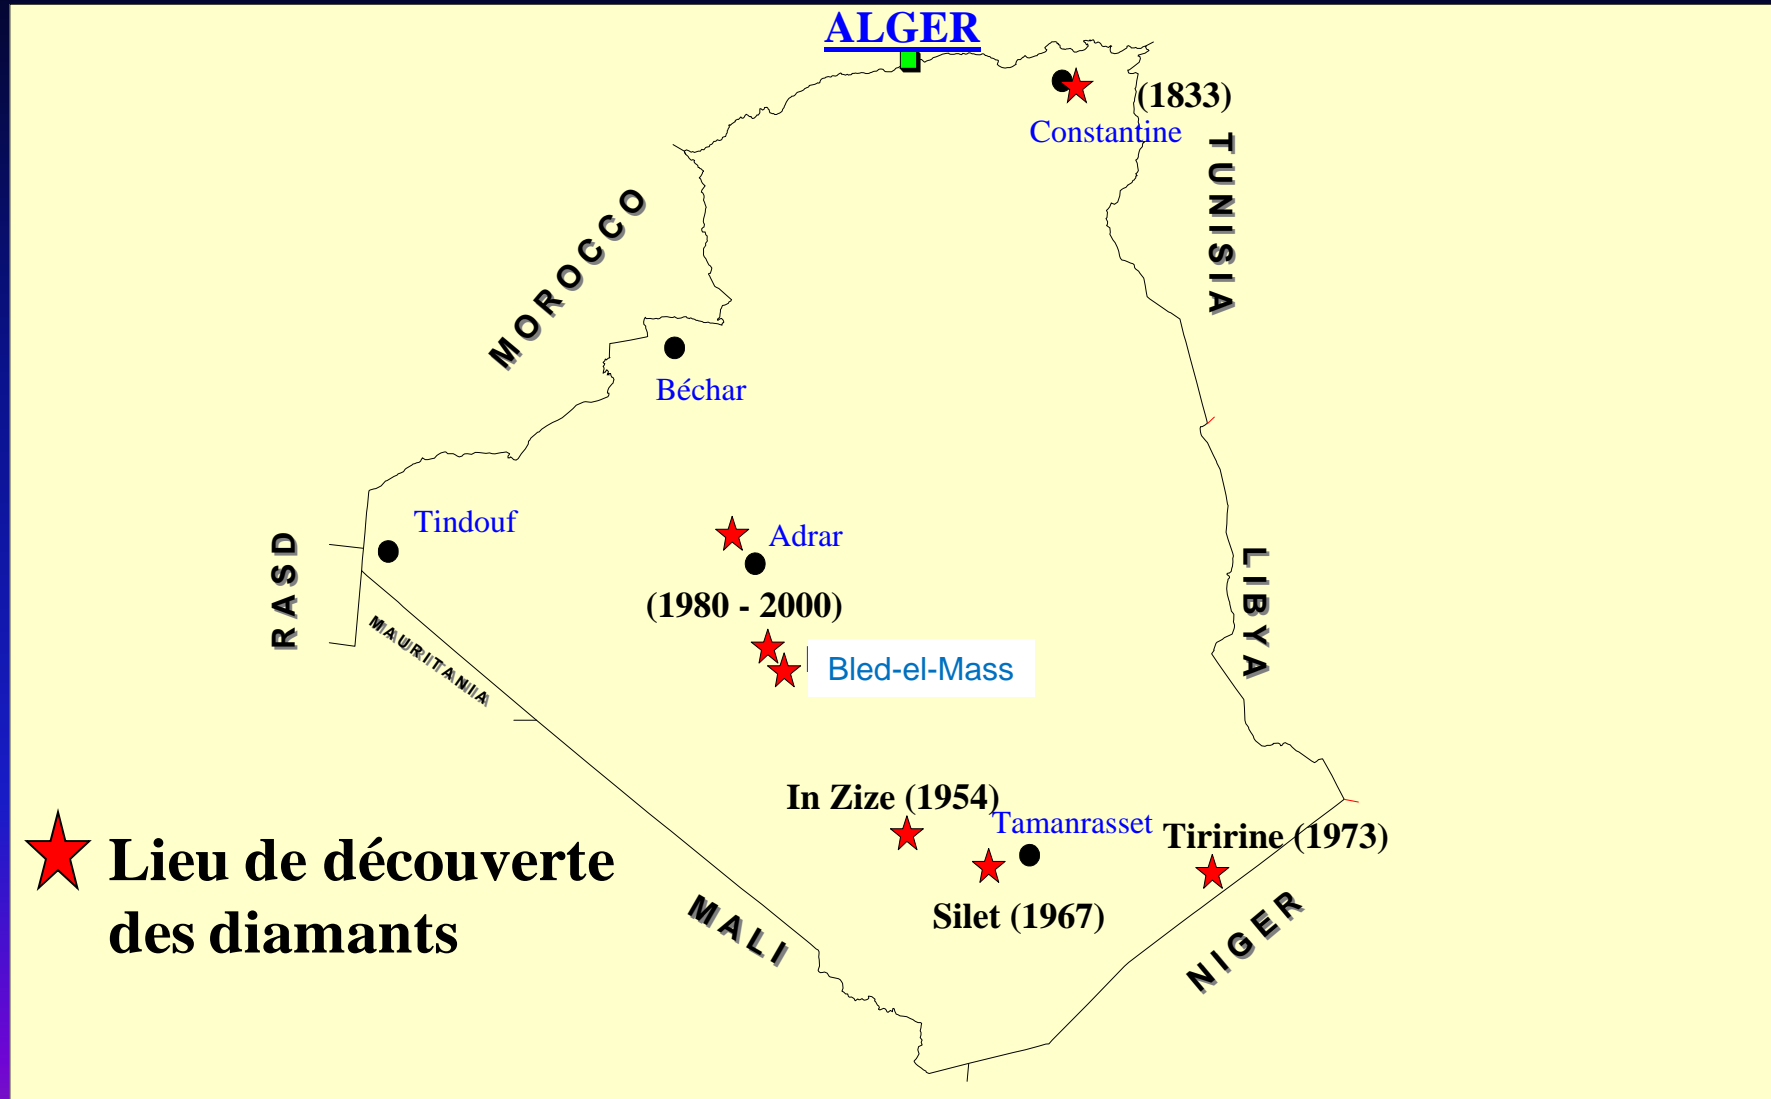 ALGER
(1833)
Constantine
TUNISIA
MOROCCO
Béchar
Tindouf
Adrar
RASD
(1980 - 2000)
LIBYA
MAURITANIA
Bled-el-Mass
In Zize (1954)
Tamanrasset
Tiririne (1973)
Lieu de découverte
des diamants
Silet (1967)
MALI
NIGER